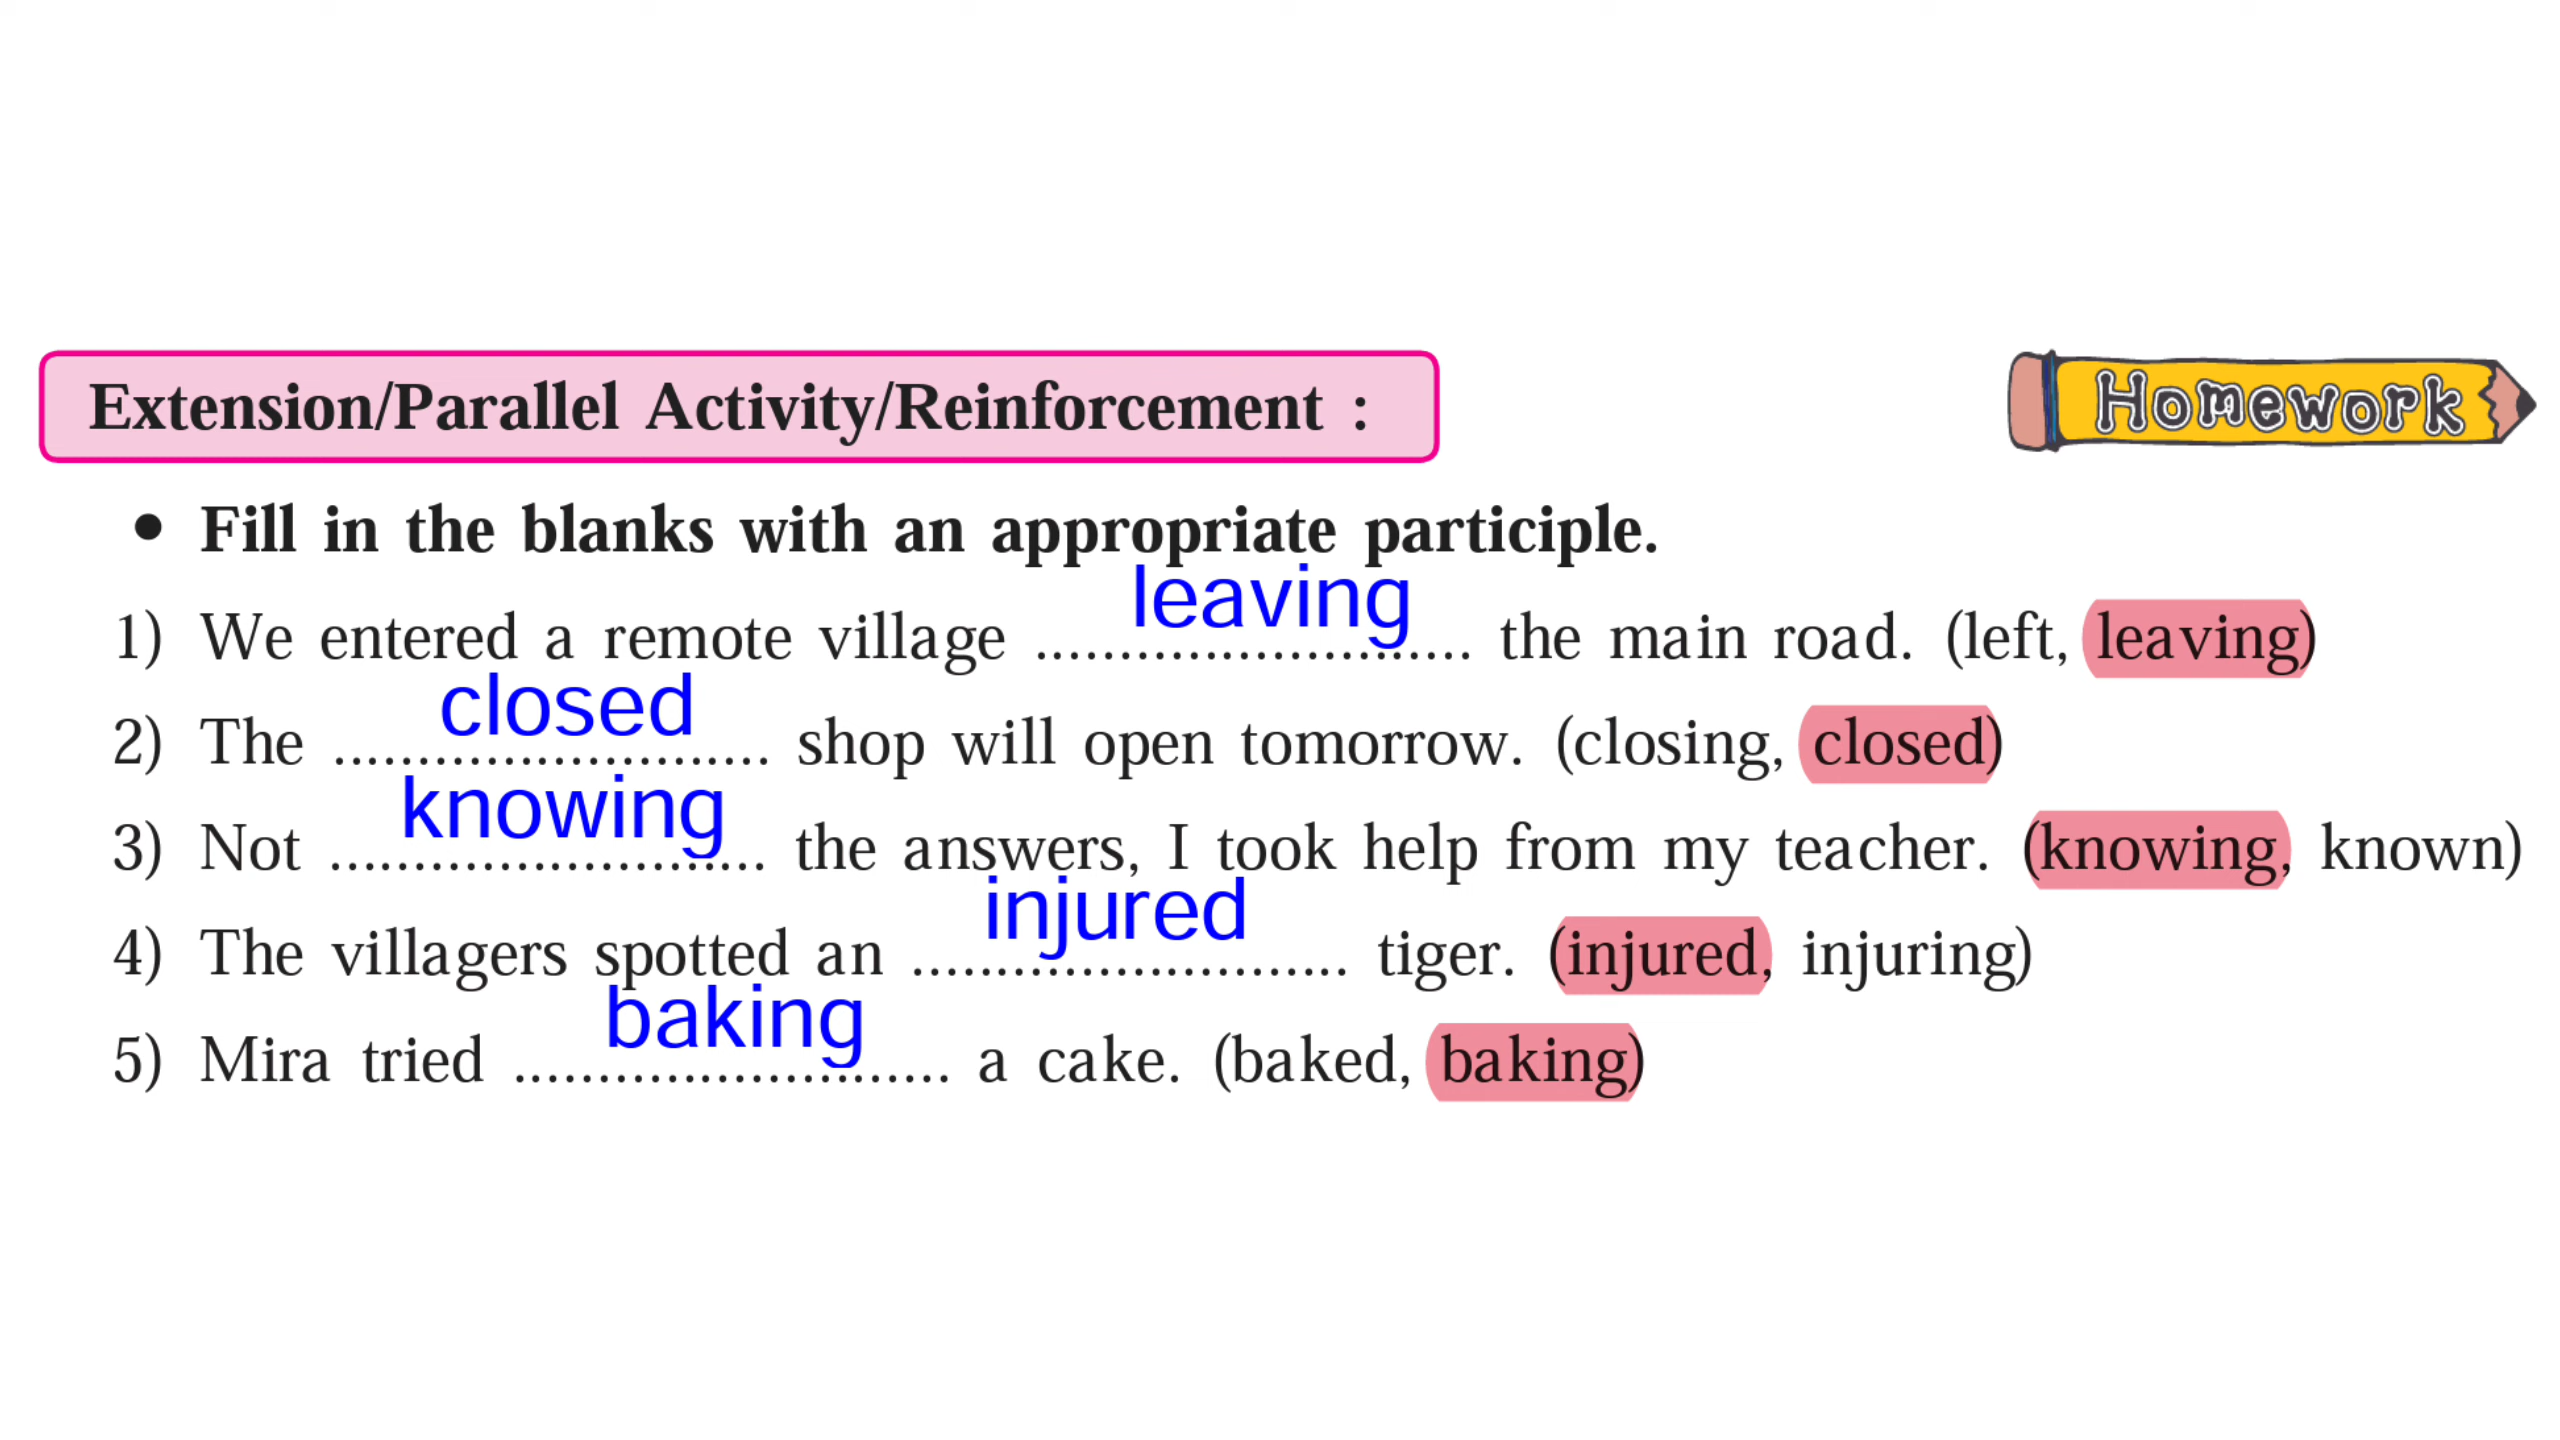 Extension/Parallel Activity/Reinforcement :
Homework
• Fill in the blanks with an appropriate participle.
1) We entered a remote village leaving the main road. (left, leaving)
2) The closed shop will open tomorrow. (closing, closed)
3) Not knowing the answers, I took help from my teacher. (knowing, known)
4) The villagers spotted an injured tiger. (injured, injuring)
5) Mira tried baking a cake. (baked, baking)